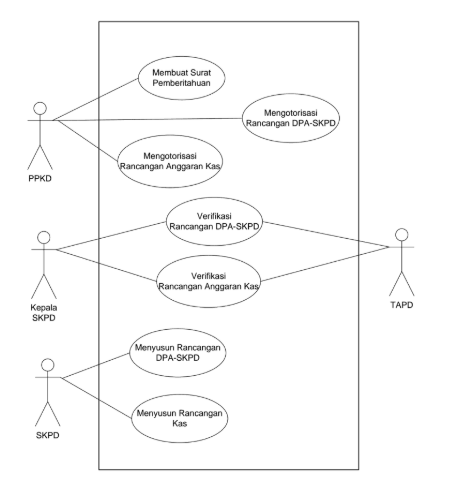 Membuat Surat
Pemberitahuan
Mengotorisasi
Rancangan DPA-SKPD
PPKD
Mengotorisasi
Rancangan Anggaran Kas
Verifikasi
Rancangan DPA-SKPD
Kepala
SKPD
Verifikasi
Rancangan Anggaran Kas
TAPD
Menyusun Rancangan
DPA-SKPD
SKPD
Menyusun Rancangan
Kas